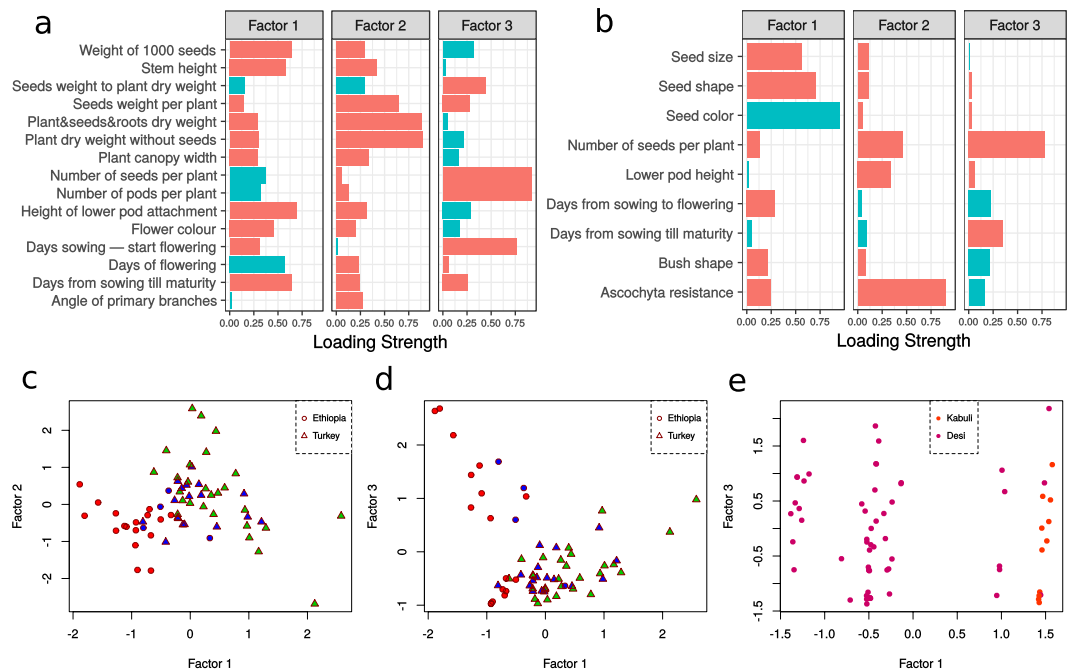 a
Factor 1 Factor 2 Factor 3
Weight of 1000 seeds
Stem height
Seeds weight to plant dry weight
Seeds weight per plant
Plant&seeds&roots dry weight
Plant dry weight without seeds
Plant canopy width
Number of seeds per plant
Number of pods per plant
Height of lower pod attachment
Flower colour
Days sowing — start flowering
Days of flowering
Days from sowing till maturity
Angle of primary branches
0.00 0.25 0.50 0.75 0.00 0.25 0.50 0.75 0.00 0.25 0.50 0.75
Loading Strength
b
Factor 1 Factor 2 Factor 3
Seed size
Seed shape
Seed color
Number of seeds per plant
Lower pod height
Days from sowing to flowering
Days from sowing till maturity
Bush shape
Ascochyta resistance
0.00 0.25 0.50 0.75 0.00 0.25 0.50 0.75 0.00 0.25 0.50 0.75
Loading Strength
c
Ethiopia
Turkey
Factor 2
2
1
0
-1
-2
-2 -1 0 1 2
Factor 1
d
Ethiopia
Turkey
Factor 3
2
1
0
-1
-2 -1 0 1 2
Factor 1
e
Kabuli
Desi
Factor 3
1.5
0.5
-0.5
-1.5
-1.5 -1.0 -0.5 0.0 0.5 1.0 1.5
Factor 1